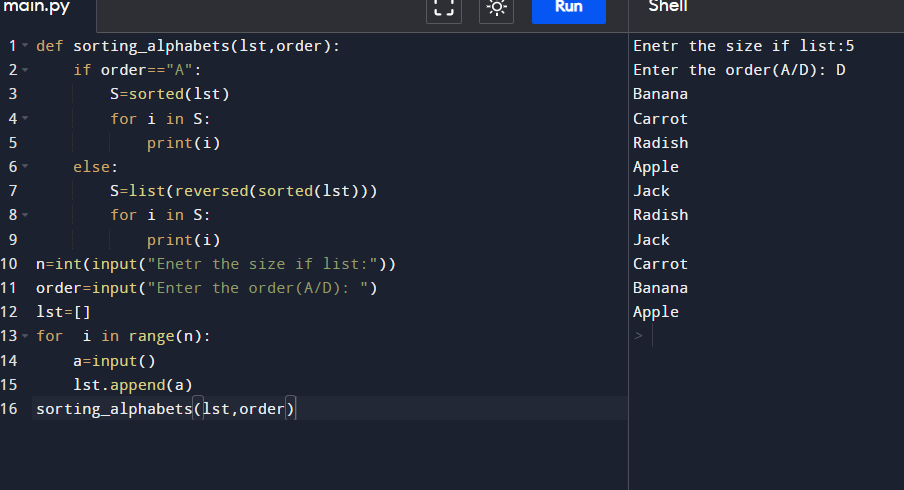 main.py
Run
Shell
1 def sorting_alphabets(lst,order):
2     if order=="A":
3         S=sorted(lst)
4         for i in S:
5             print(i)
6     else:
7         S=list(reversed(sorted(lst)))
8         for i in S:
9             print(i)
10 n=int(input("Enetr the size if list:"))
11 order=input("Enter the order(A/D): ")
12 lst=[]
13 for  i in range(n):
14     a=input()
15     lst.append(a)
16 sorting_alphabets(lst,order)
Enetr the size if list:5
Enter the order(A/D): D
Banana
Carrot
Radish
Apple
Jack
Radish
Jack
Carrot
Banana
Apple
>